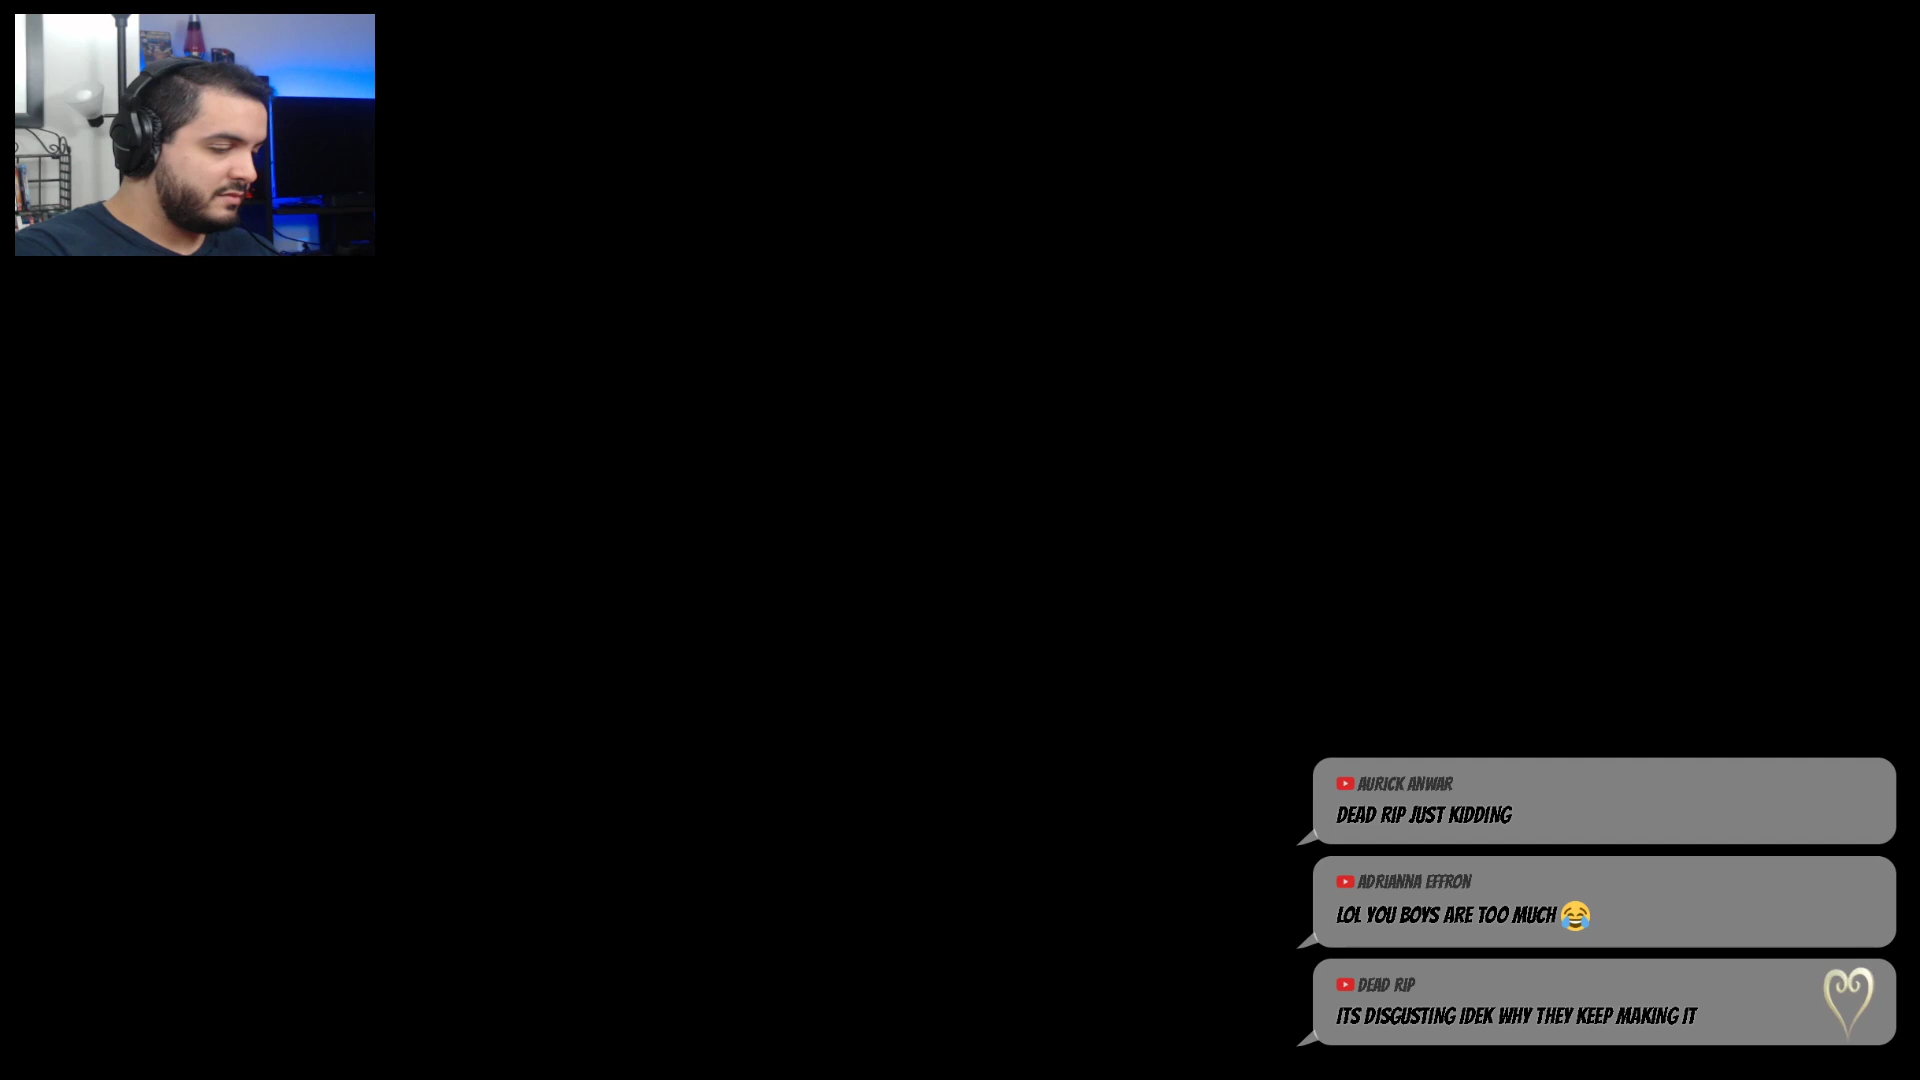 AURICK ANWAR
DEAD RIP JUST KIDDING
ADRIANNA EFFRON
LOL YOU BOYS ARE TOO MUCH 😂
DEAD RIP
ITS DISGUSTING IDEK WHY THEY KEEP MAKING IT